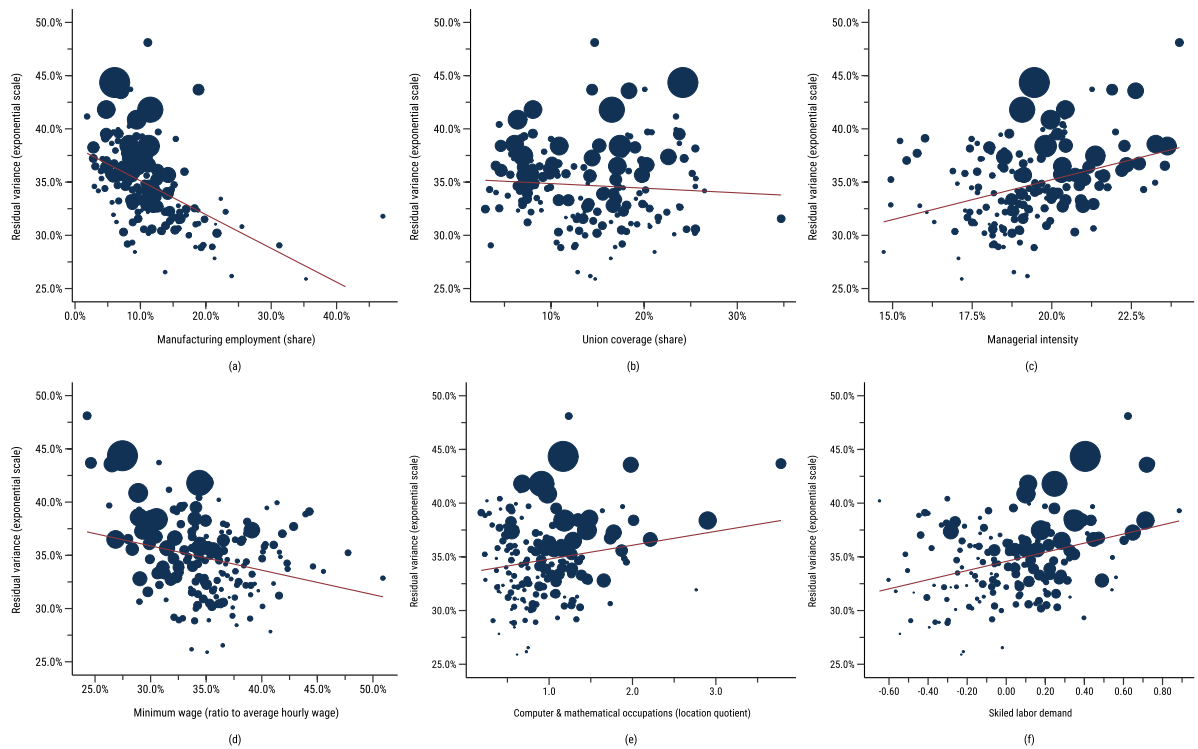 Residual variance (exponential scale)
50.0%
45.0%
40.0%
35.0%
30.0%
25.0%
0.0% 10.0% 20.0% 30.0% 40.0%
Manufacturing employment (share)
(a)
Residual variance (exponential scale)
50.0%
45.0%
40.0%
35.0%
30.0%
25.0%
10% 20% 30%
Union coverage (share)
(b)
Residual variance (exponential scale)
50.0%
45.0%
40.0%
35.0%
30.0%
25.0%
15.0% 17.5% 20.0% 22.5%
Managerial intensity
(c)
Residual variance (exponential scale)
50.0%
45.0%
40.0%
35.0%
30.0%
25.0%
25.0% 30.0% 35.0% 40.0% 50.0%
Minimum wage (ratio to average hourly wage)
(d)
Residual variance (exponential scale)
50.0%
45.0%
40.0%
35.0%
30.0%
25.0%
1.0 2.0 3.0
Computer & mathematical occupations (location quotient)
(e)
Residual variance (exponential scale)
50.0%
45.0%
40.0%
35.0%
30.0%
25.0%
-0.60 -0.40 -0.20 0.00 0.20 0.40 0.60 0.80
Skiled labor demand
(f)